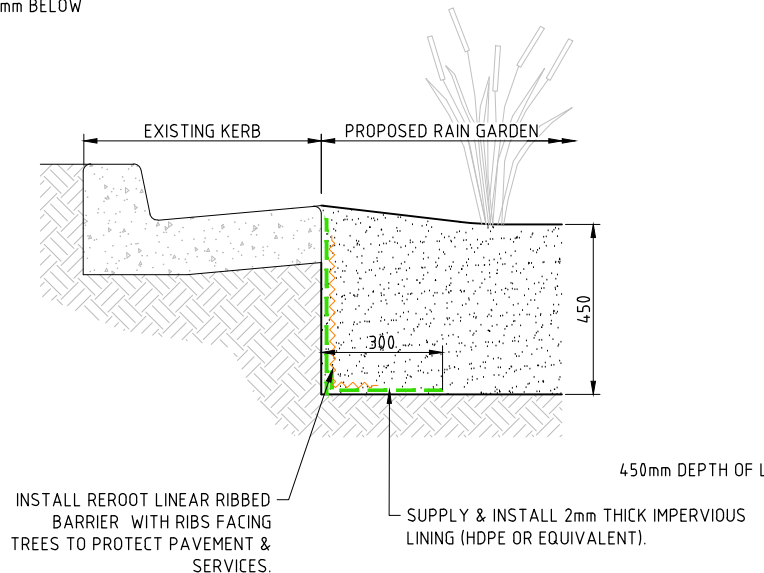 mm BELOW
EXISTING KERB
PROPOSED RAIN GARDEN
450
300
450mm DEPTH OF L
INSTALL REROOT LINEAR RIBBED
BARRIER WITH RIBS FACING
TREES TO PROTECT PAVEMENT &
SERVICES.
SUPPLY & INSTALL 2mm THICK IMPERVIOUS
LINING (HDPE OR EQUIVALENT).